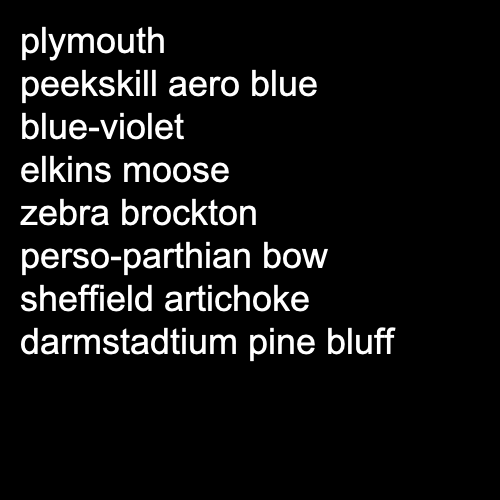 plymouth
peekskill aero blue
blue-violet
elkins moose
zebra brockton
perso-parthian bow
sheffield artichoke
darmstadtium pine bluff